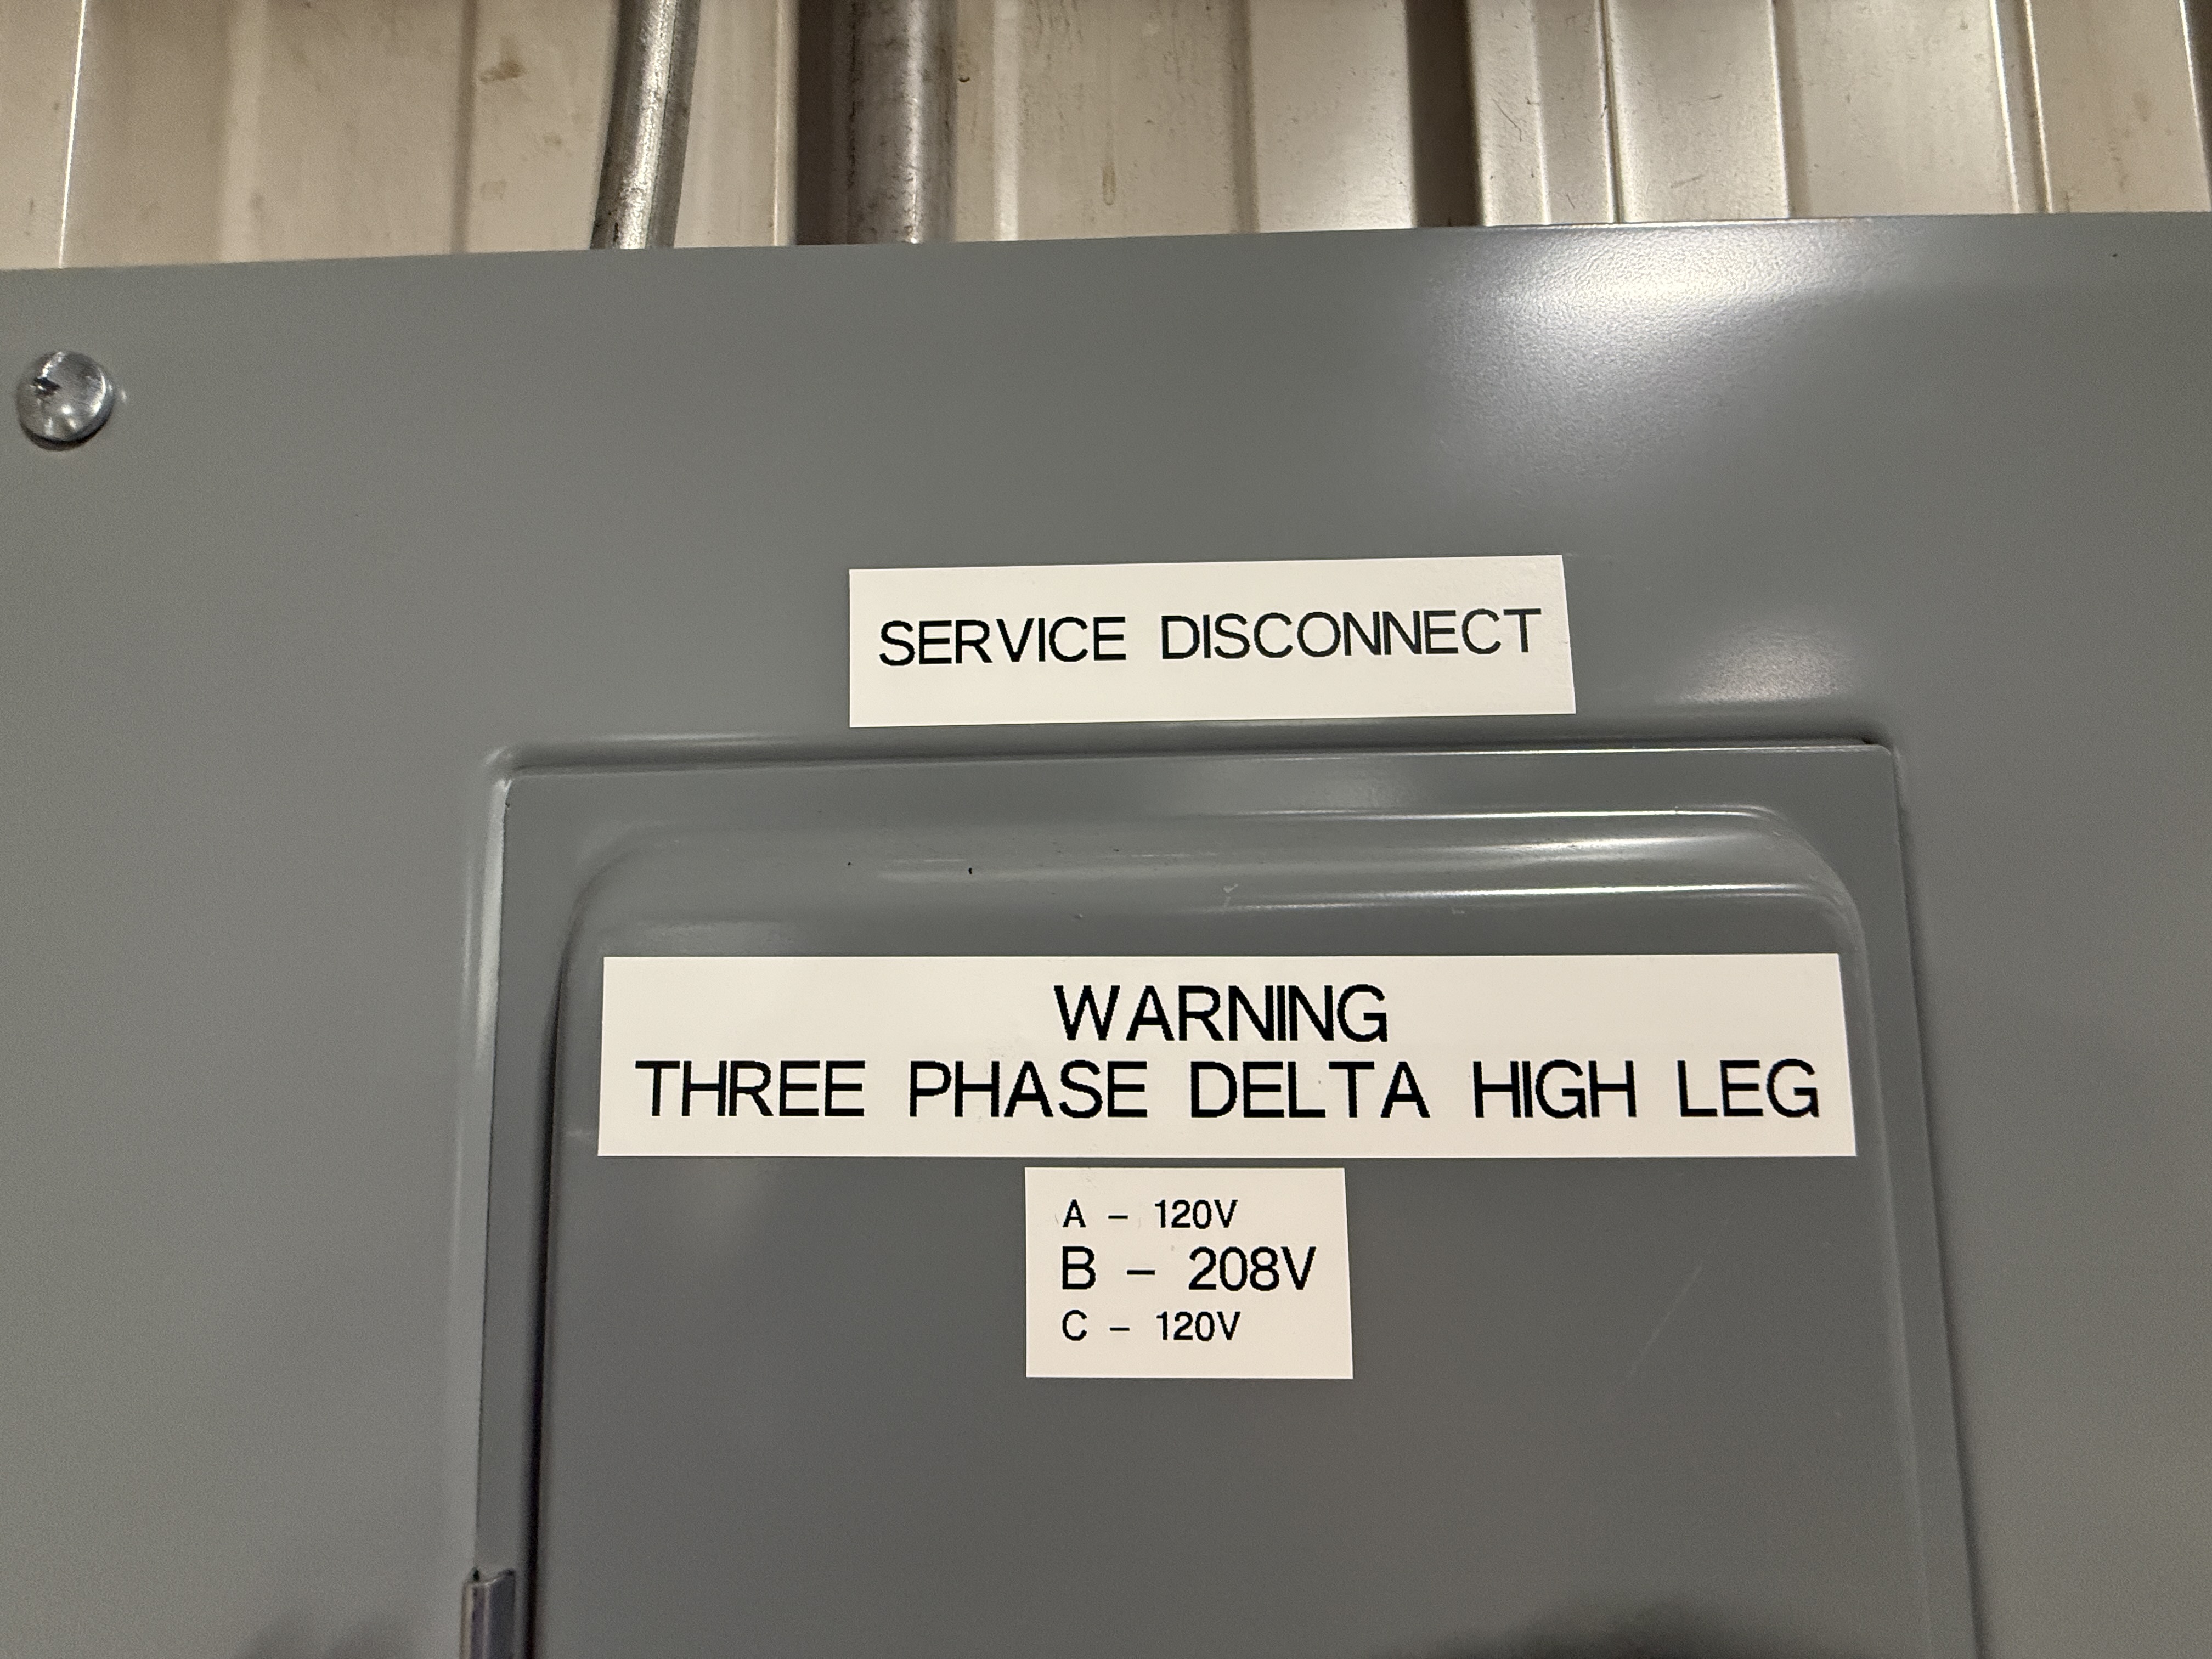 SERVICE DISCONNECT
WARNING
THREE PHASE DELTA HIGH LEG
A – 120V
B – 208V
C – 120V